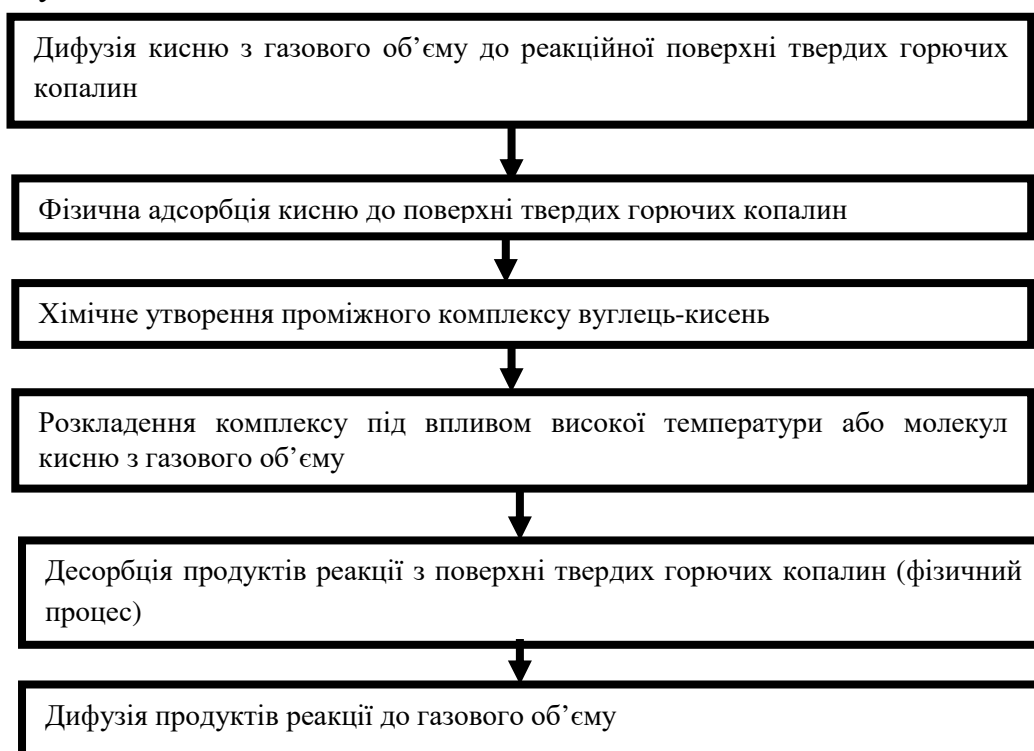 Дифузія кисню з газового об’єму до реакційної поверхні твердих горючих
копалин
Фізична адсорбція кисню до поверхні твердих горючих копалин
Хімічне утворення проміжного комплексу вуглець-кисень
Розкладення комплексу під впливом високої температури або молекул
кисню з газового об’єму
Десорбція продуктів реакції з поверхні твердих горючих копалин (фізичний
процес)
Дифузія продуктів реакції до газового об’єму